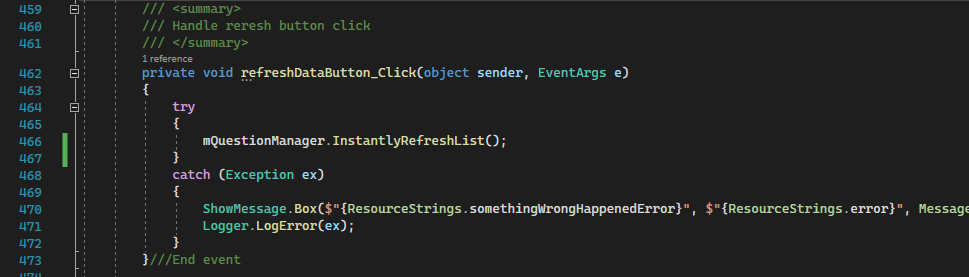 459 /// <summary>
460 /// Handle reresh button click
461 /// </summary>
1 reference
462 private void refreshDataButton_Click(object sender, EventArgs e)
463 {
464 try
465 {
466 mQuestionManager.InstantlyRefreshList();
467 }
468 catch (Exception ex)
469 {
470 ShowMessage.Box($"{ResourceStrings.somethingWrongHappenedError}", $"{ResourceStrings.error}", Message
471 Logger.LogError(ex);
472 }
473 }///End event